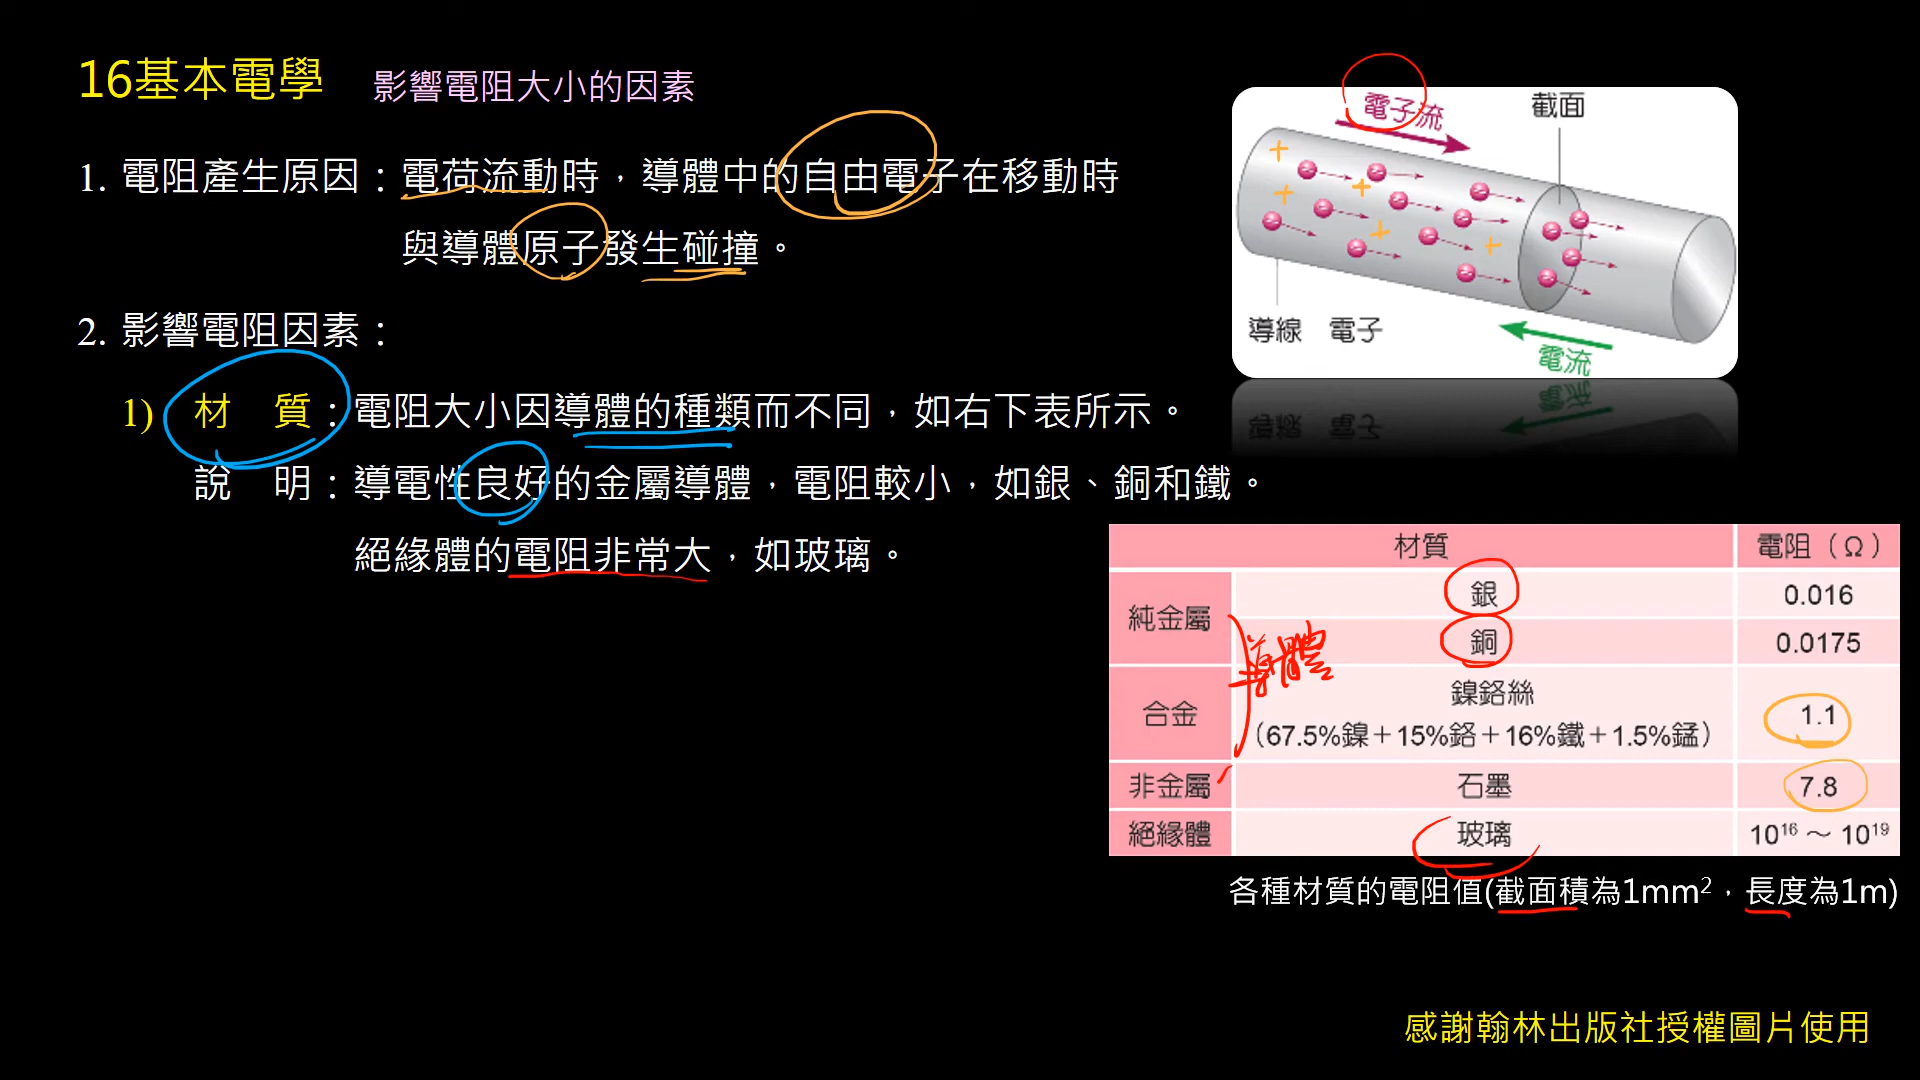 16基本電學
影響電阻大小的因素
1. 電阻產生原因：電荷流動時，導體中的自由電子在移動時
與導體原子發生碰撞。
2. 影響電阻因素：
1) 材 質：電阻大小因導體的種類而不同，如右下表所示。
說 明：導電性良好的金屬導體，電阻較小，如銀、銅和鐵。
絕緣體的電阻非常大，如玻璃。
電子流
截面
導線 電子
電流
材質 電阻（Ω）
純金屬 銀 0.016
銅 0.0175
導體
合金 鎳鉻絲
（67.5%鎳＋15%鉻＋16%鐵＋1.5%錳） 1.1
非金屬 石墨 7.8
絕緣體 玻璃 10¹⁶～10¹⁹
各種材質的電阻值(截面積為1mm²，長度為1m)
感謝翰林出版社授權圖片使用